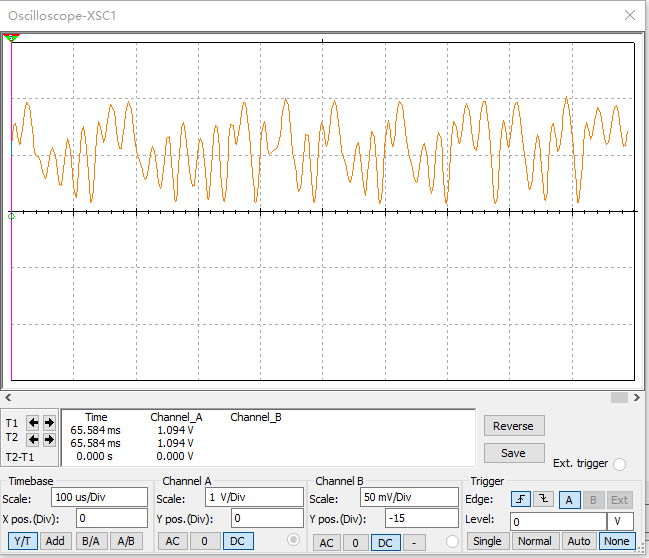 Oscilloscope-XSC1
Time Channel_A Channel_B
T1 65.584 ms 1.094 V
T2 65.584 ms 1.094 V
T2-T1 0.000 s 0.000 V
Reverse
Save
Ext. trigger
Timebase
Scale: 100 us/Div
X pos.(Div): 0
Y/T Add B/A A/B
Channel A
Scale: 1 V/Div
Y pos.(Div): 0
AC 0 DC
Channel B
Scale: 50 mV/Div
Y pos.(Div): -15
AC 0 DC -
Trigger
Edge: A B Ext
Level: 0 V
Single Normal Auto None